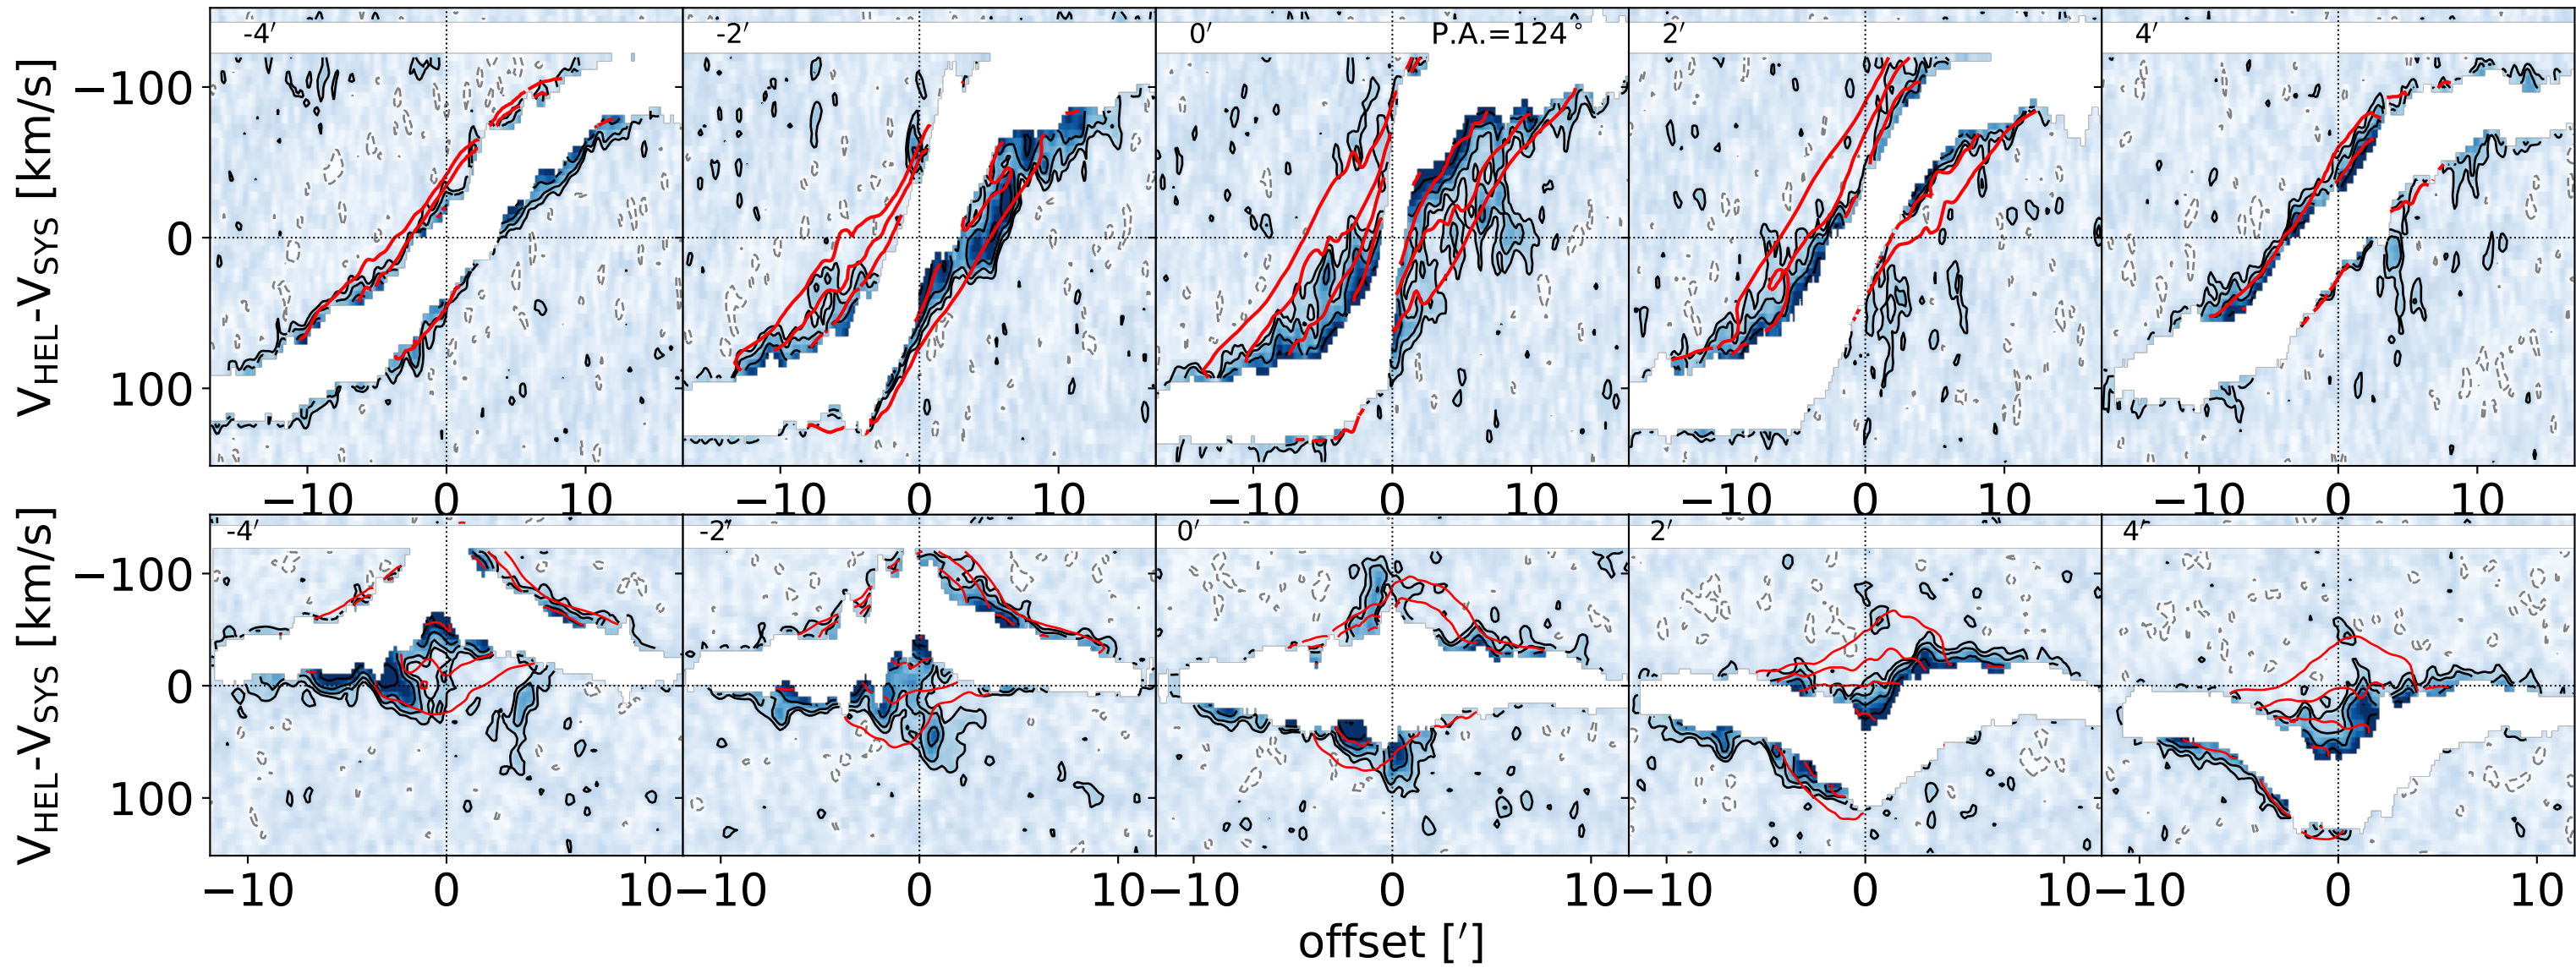 -4′ -2′ 0′ P.A.=124° 2′ 4′
−100
0
100
V_HEL-V_SYS [km/s]
−10 0 10 −10 0 10 −10 0 10 −10 0 10 −10 0 10
-4′ -2′ 0′ 2′ 4′
−100
0
100
V_HEL-V_SYS [km/s]
−10 0 10 −10 0 10 −10 0 10 −10 0 10 −10 0 10
offset [′]